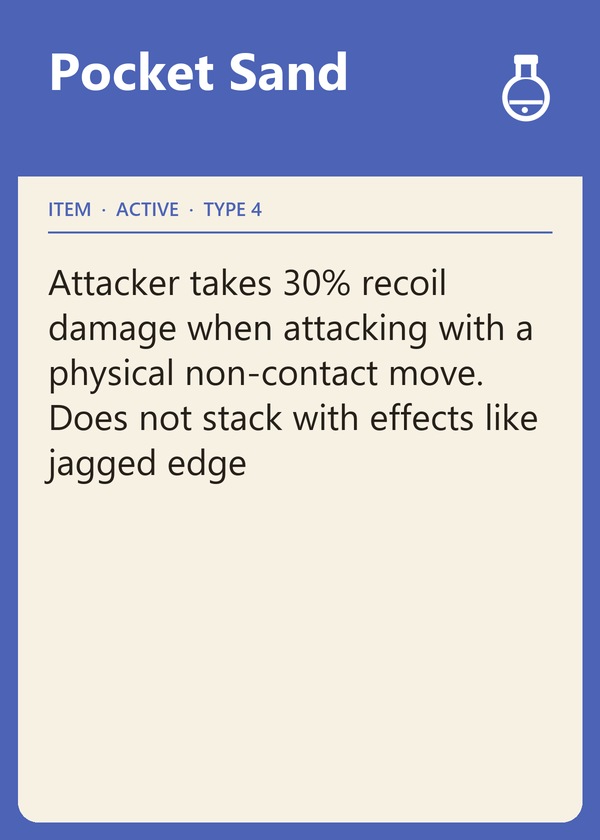 Pocket Sand
ITEM · ACTIVE · TYPE 4
Attacker takes 30% recoil
damage when attacking with a
physical non-contact move.
Does not stack with effects like
jagged edge